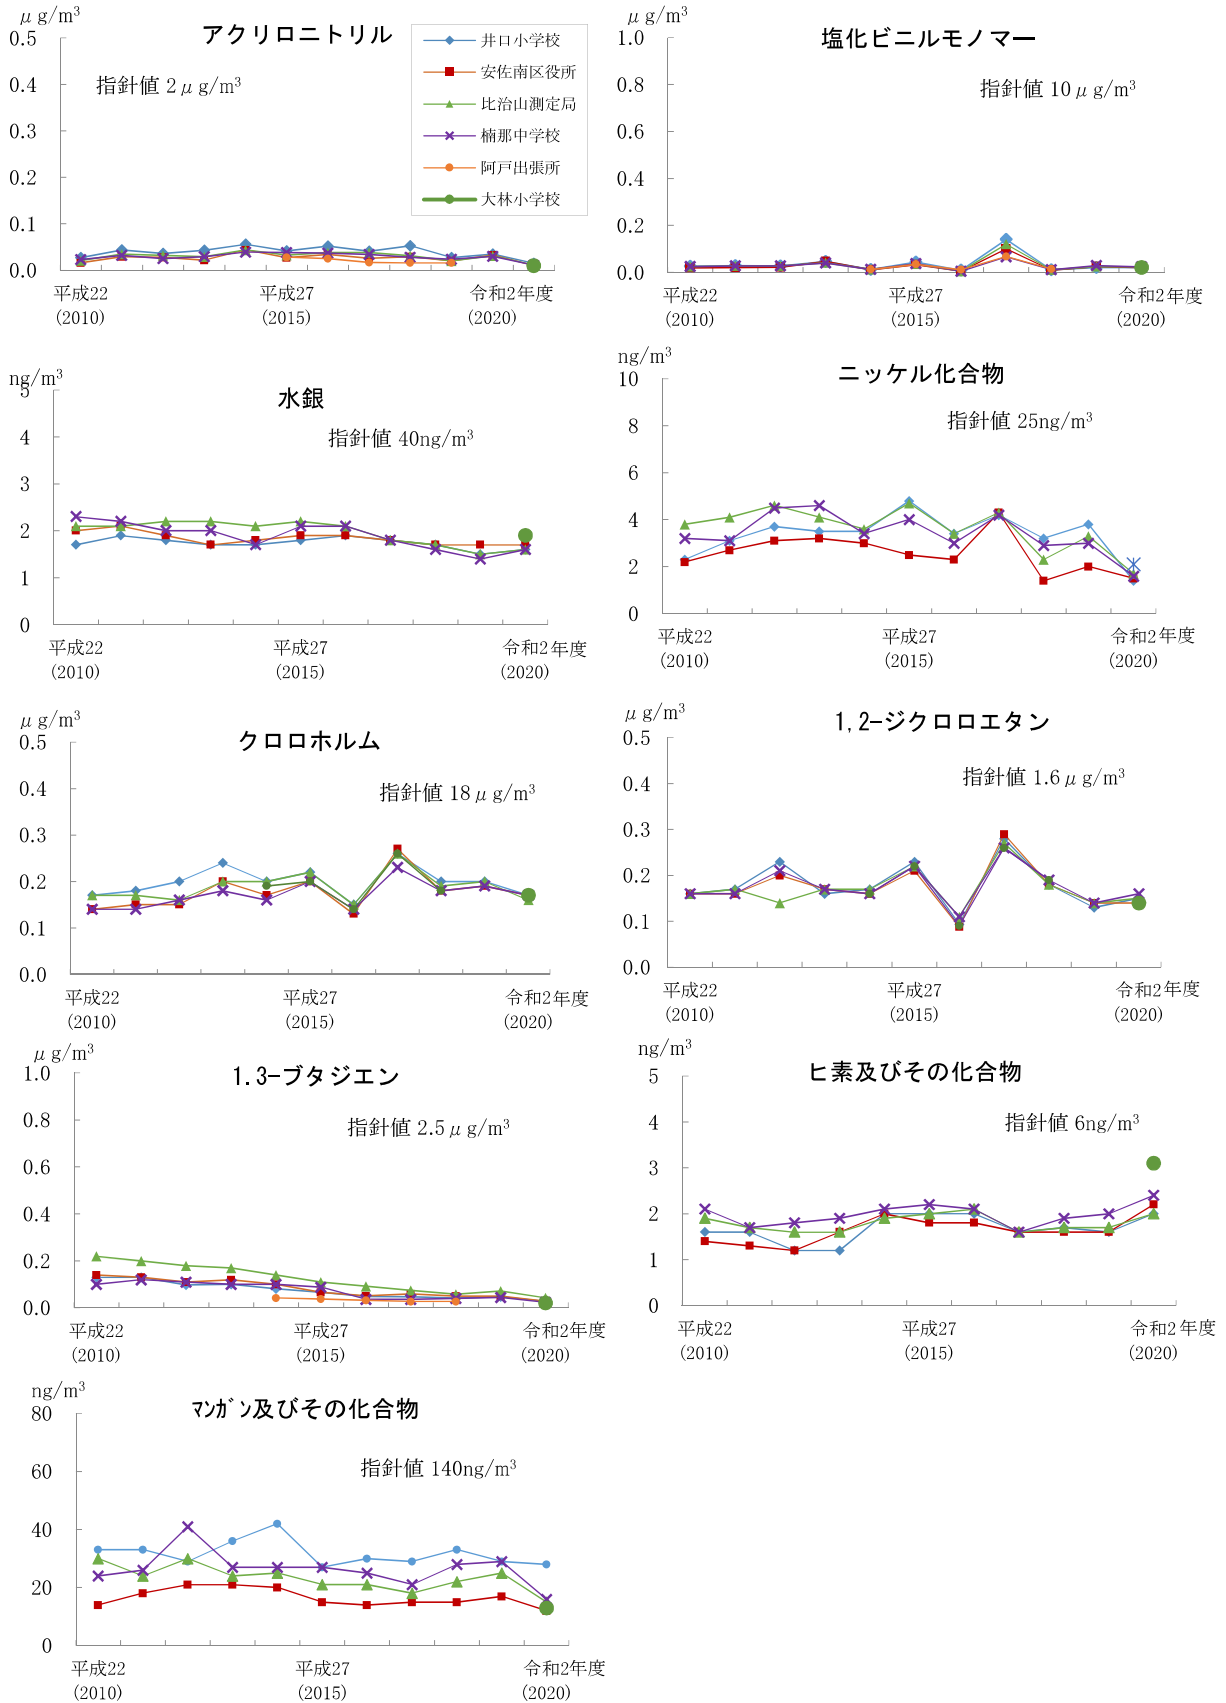 μg/m³
アクリロニトリル
指針値 2μg/m³
0.5
0.4
0.3
0.2
0.1
0.0
井口小学校
安佐南区役所
比治山測定局
楠那中学校
阿戸出張所
大林小学校
平成22
(2010)
平成27
(2015)
令和2年度
(2020)
μg/m³
塩化ビニルモノマー
指針値 10μg/m³
1.0
0.8
0.6
0.4
0.2
0.0
平成22
(2010)
平成27
(2015)
令和2年度
(2020)
ng/m³
水銀
指針値 40ng/m³
5
4
3
2
1
0
平成22
(2010)
平成27
(2015)
令和2年度
(2020)
ng/m³
ニッケル化合物
指針値 25ng/m³
10
8
6
4
2
0
平成22
(2010)
平成27
(2015)
令和2年度
(2020)
μg/m³
クロロホルム
指針値 18μg/m³
0.5
0.4
0.3
0.2
0.1
0.0
平成22
(2010)
平成27
(2015)
令和2年度
(2020)
μg/m³
1,2-ジクロロエタン
指針値 1.6μg/m³
0.5
0.4
0.3
0.2
0.1
0.0
平成22
(2010)
平成27
(2015)
令和2年度
(2020)
μg/m³
1.3-ブタジエン
指針値 2.5μg/m³
1.0
0.8
0.6
0.4
0.2
0.0
平成22
(2010)
平成27
(2015)
令和2年度
(2020)
ng/m³
ヒ素及びその化合物
指針値 6ng/m³
5
4
3
2
1
0
平成22
(2010)
平成27
(2015)
令和2年度
(2020)
ng/m³
ﾏﾝｶﾞﾝ及びその化合物
指針値 140ng/m³
80
60
40
20
0
平成22
(2010)
平成27
(2015)
令和2年度
(2020)